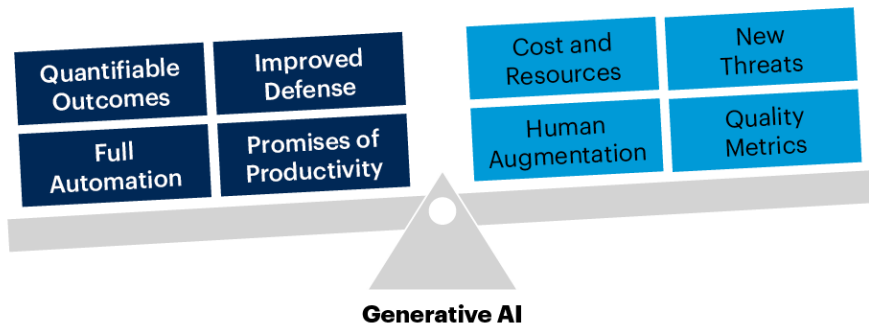 Quantifiable
Outcomes
Improved
Defense
Full
Automation
Promises of
Productivity
Cost and
Resources
New
Threats
Human
Augmentation
Quality
Metrics
Generative AI